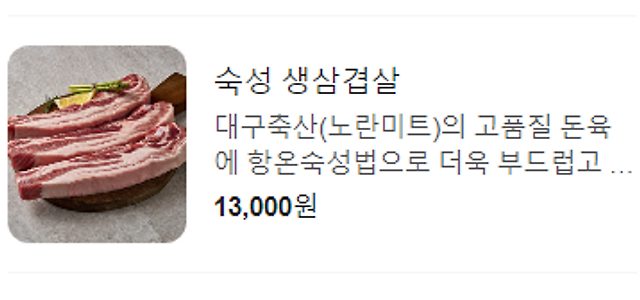 숙성 생삼겹살
대구축산(노란미트)의 고품질 돈육
에 항온숙성법으로 더욱 부드럽고 ...
13,000원